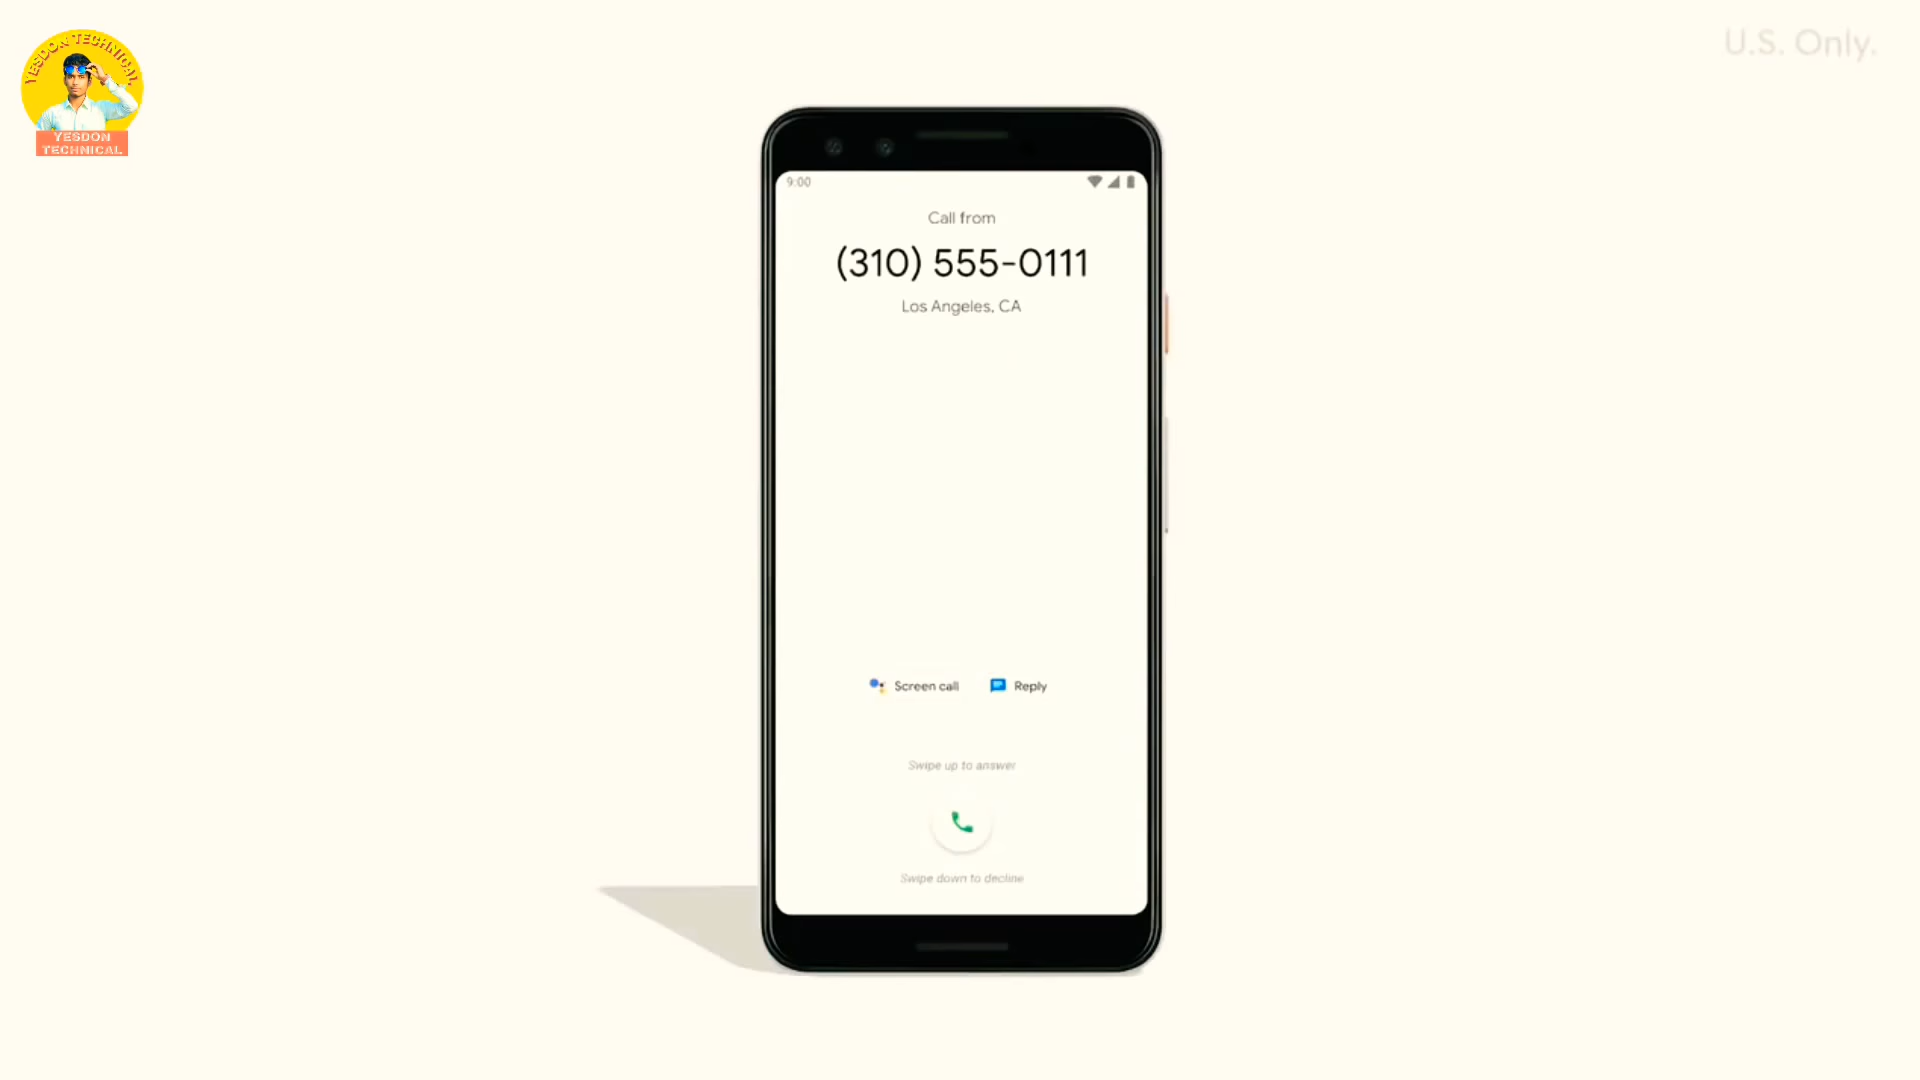 YESDON TECHNICAL
YESDON
TECHNICAL
U.S. Only.
9:00
Call from
(310) 555-0111
Los Angeles, CA
Screen call
Reply
Swipe up to answer
Swipe down to decline